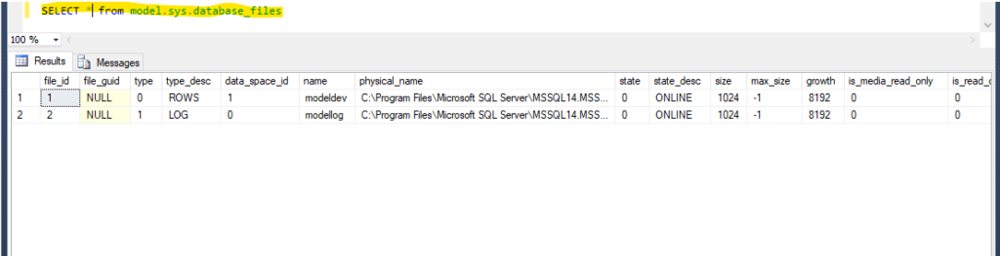 SELECT * from model.sys.database_files
100 %
Results Messages
file_id file_guid type type_desc data_space_id name physical_name state state_desc size max_size growth is_media_read_only is_read_o
1 1 NULL 0 ROWS 1 modeldev C:\Program Files\Microsoft SQL Server\MSSQL14.MSS... 0 ONLINE 1024 -1 8192 0 0
2 2 NULL 1 LOG 0 modellog C:\Program Files\Microsoft SQL Server\MSSQL14.MSS... 0 ONLINE 1024 -1 8192 0 0